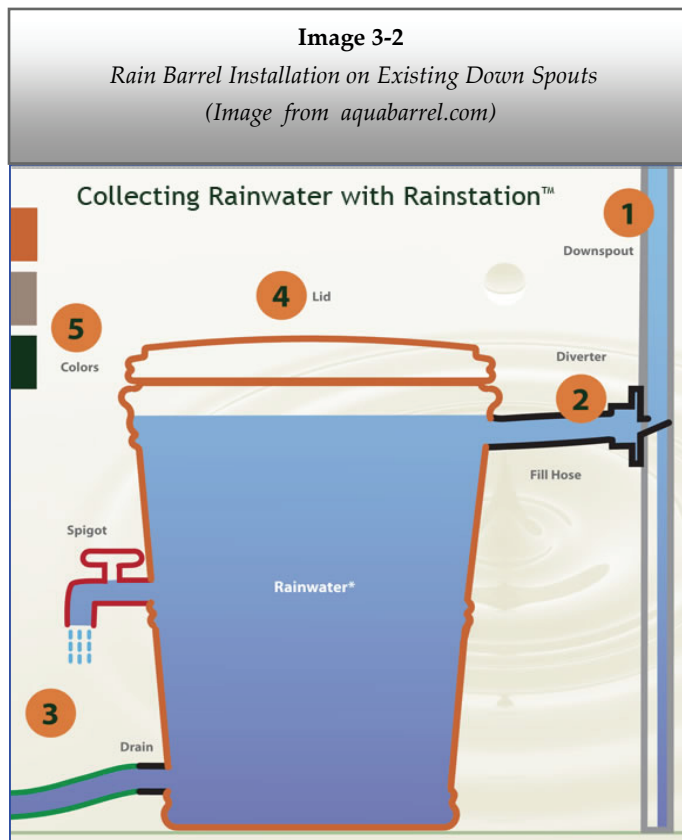 Image 3-2
Rain Barrel Installation on Existing Down Spouts
(Image from aquabarrel.com)
Collecting Rainwater with Rainstation™
1
Downspout
4
Lid
5
Colors
Diverter
2
Fill Hose
Spigot
Rainwater*
3
Drain